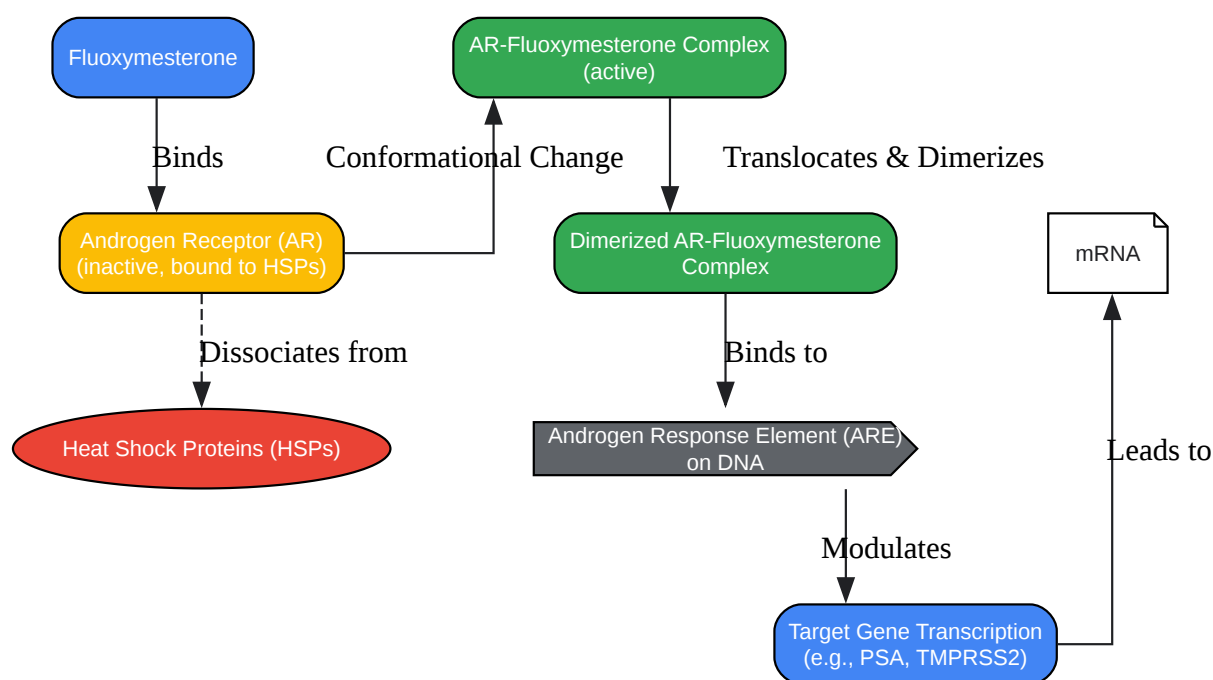 Fluoxymesterone
AR-Fluoxymesterone Complex
(active)
Binds
Conformational Change
Translocates & Dimerizes
Androgen Receptor (AR)
(inactive, bound to HSPs)
Dimerized AR-Fluoxymesterone
Complex
mRNA
Dissociates from
Binds to
Heat Shock Proteins (HSPs)
Androgen Response Element (ARE)
on DNA
Leads to
Modulates
Target Gene Transcription
(e.g., PSA, TMPRSS2)